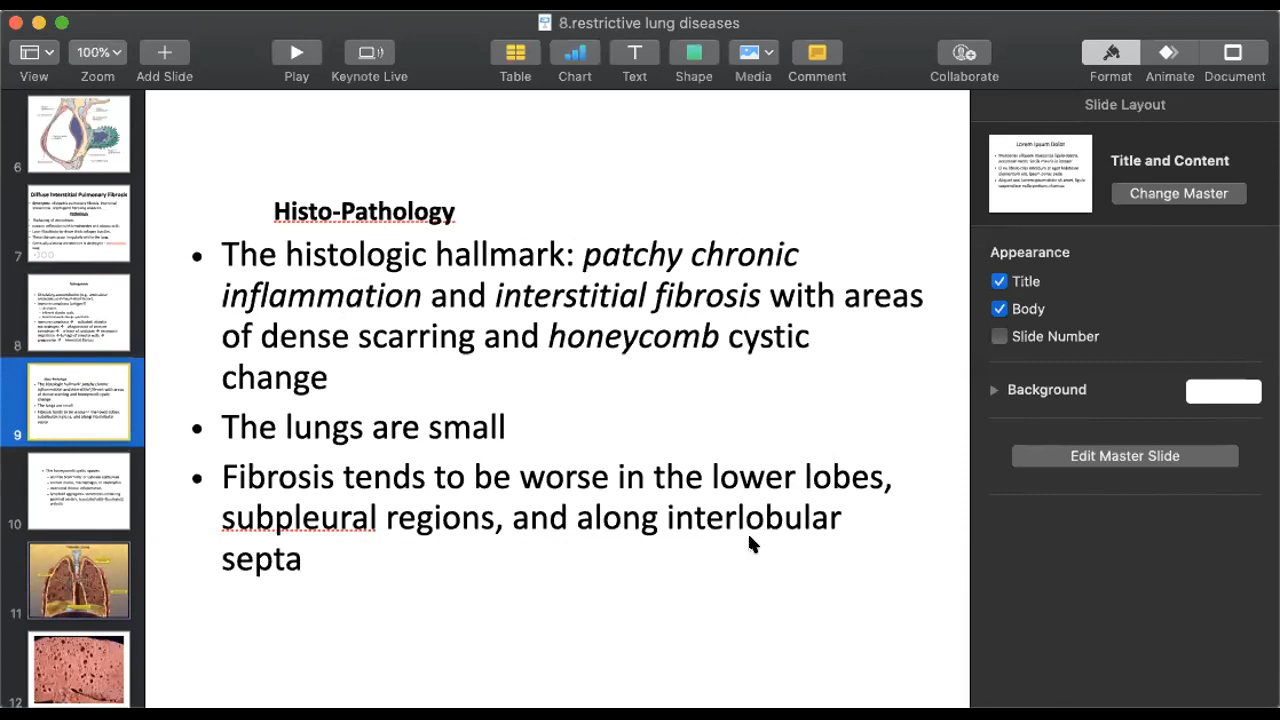 8.restrictive lung diseases
100%
View
Zoom
Add Slide
Play
Keynote Live
Table
Chart
Text
Shape
Media
Comment
Collaborate
Format
Animate
Document
6
Diffuse Interstitial Pulmonary Fibrosis
7
8
9
10
11
12
Histo-Pathology
• The histologic hallmark: patchy chronic
inflammation and interstitial fibrosis with areas
of dense scarring and honeycomb cystic
change
• The lungs are small
• Fibrosis tends to be worse in the lower lobes,
subpleural regions, and along interlobular
septa
Slide Layout
Lorem Ipsum Dolor
Title and Content
Change Master
Appearance
Title
Body
Slide Number
Background
Edit Master Slide